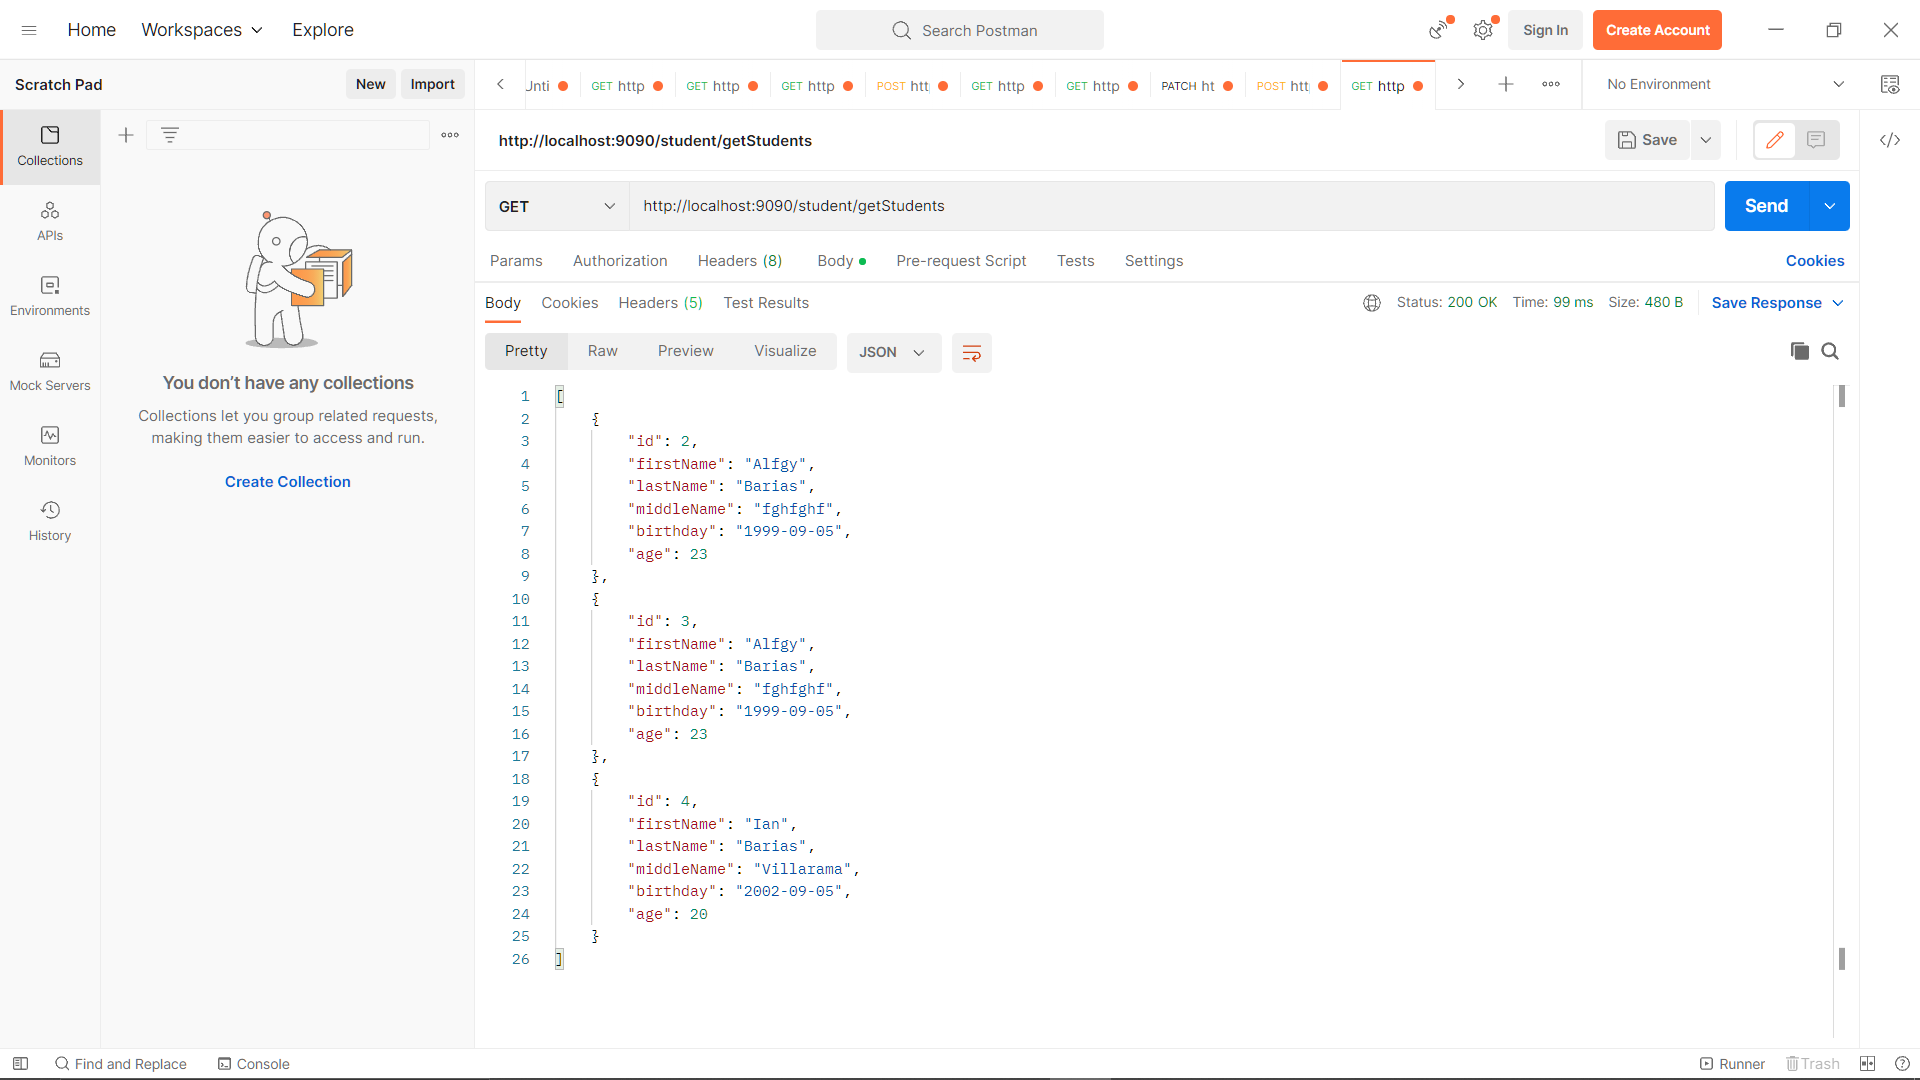 Home Workspaces Explore Search Postman Sign In Create Account
Scratch Pad New Import Unti GET http GET http GET http POST htt GET http GET http PATCH ht POST htt GET http No Environment
Collections
APIs
Environments
Mock Servers
Monitors
History
You don’t have any collections
Collections let you group related requests,
making them easier to access and run.
Create Collection
http://localhost:9090/student/getStudents Save
GET http://localhost:9090/student/getStudents Send
Params Authorization Headers (8) Body Pre-request Script Tests Settings Cookies
Body Cookies Headers (5) Test Results Status: 200 OK Time: 99 ms Size: 480 B Save Response
Pretty Raw Preview Visualize JSON
1 [
2 {
3 "id": 2,
4 "firstName": "Alfgy",
5 "lastName": "Barias",
6 "middleName": "fghfghf",
7 "birthday": "1999-09-05",
8 "age": 23
9 },
10 {
11 "id": 3,
12 "firstName": "Alfgy",
13 "lastName": "Barias",
14 "middleName": "fghfghf",
15 "birthday": "1999-09-05",
16 "age": 23
17 },
18 {
19 "id": 4,
20 "firstName": "Ian",
21 "lastName": "Barias",
22 "middleName": "Villarama",
23 "birthday": "2002-09-05",
24 "age": 20
25 }
26 ]
Find and Replace Console Runner Trash